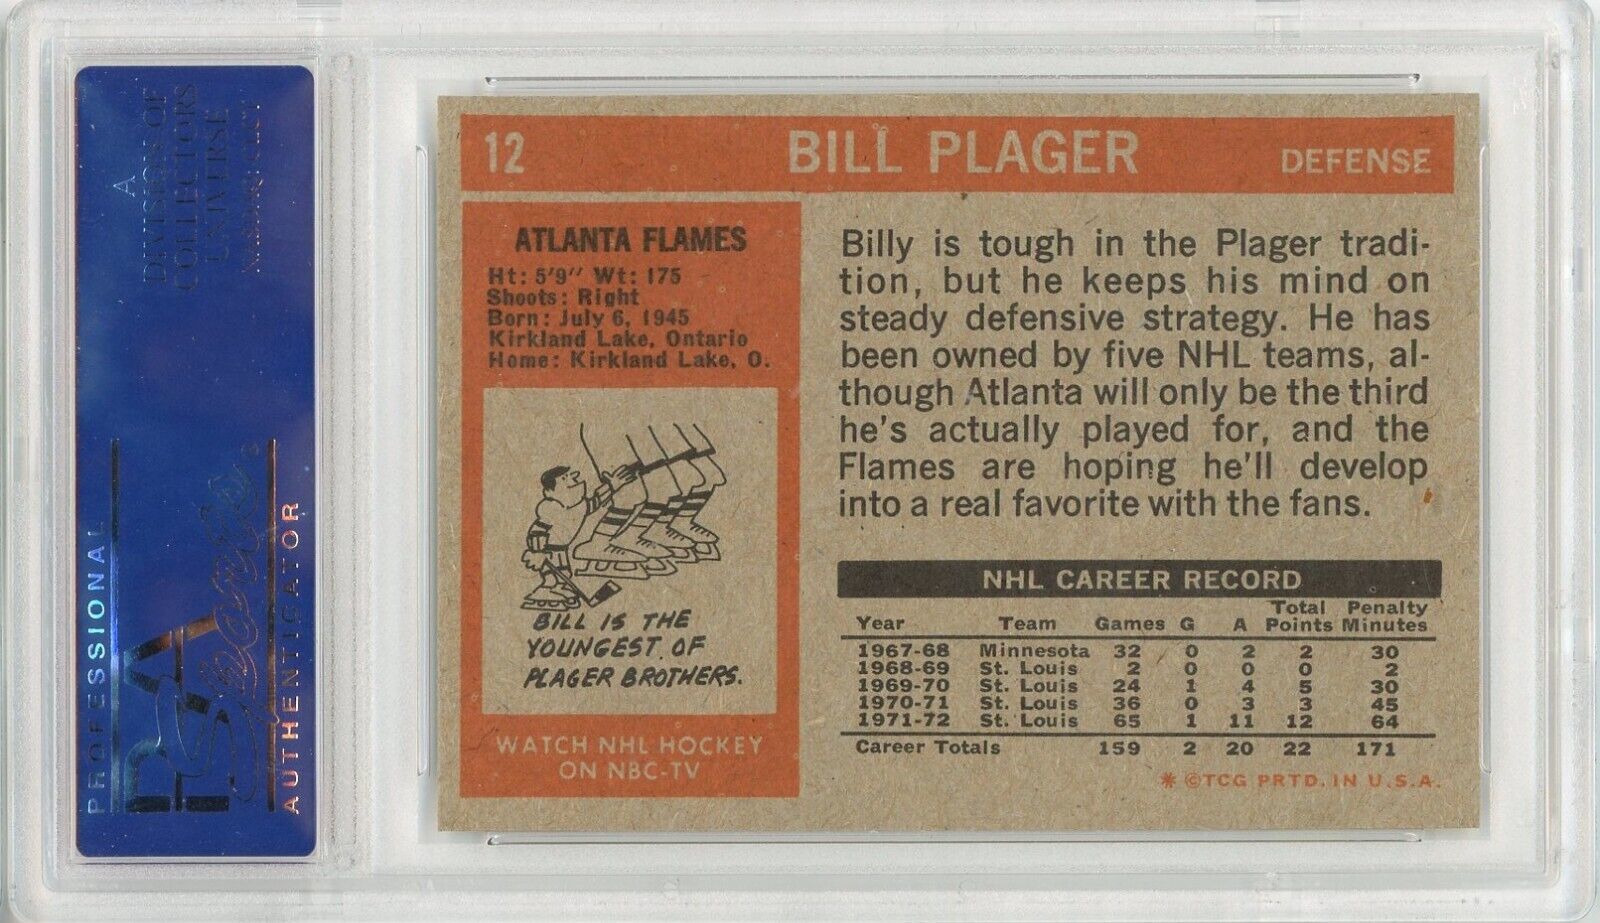 A
DIVISION OF
COLLECTORS
UNIVERSE
NASDAQ: CLCT
PROFESSIONAL
PSA
AUTHENTICATOR
12
BILL PLAGER
DEFENSE
ATLANTA FLAMES
Ht: 5'9" Wt: 175
Shoots: Right
Born: July 6, 1945
Kirkland Lake, Ontario
Home: Kirkland Lake, O.
BILL IS THE
YOUNGEST OF
PLAGER BROTHERS.
WATCH NHL HOCKEY
ON NBC-TV
Billy is tough in the Plager tradi-
tion, but he keeps his mind on
steady defensive strategy. He has
been owned by five NHL teams, al-
though Atlanta will only be the third
he's actually played for, and the
Flames are hoping he'll develop
into a real favorite with the fans.
NHL CAREER RECORD
Year Team Games G A Total Points Penalty Minutes
1967-68 Minnesota 32 0 2 2 30
1968-69 St. Louis 2 0 0 0 2
1969-70 St. Louis 24 1 4 5 30
1970-71 St. Louis 36 0 3 3 45
1971-72 St. Louis 65 1 11 12 64
Career Totals 159 2 20 22 171
* ©TCG PRTD. IN U.S.A.